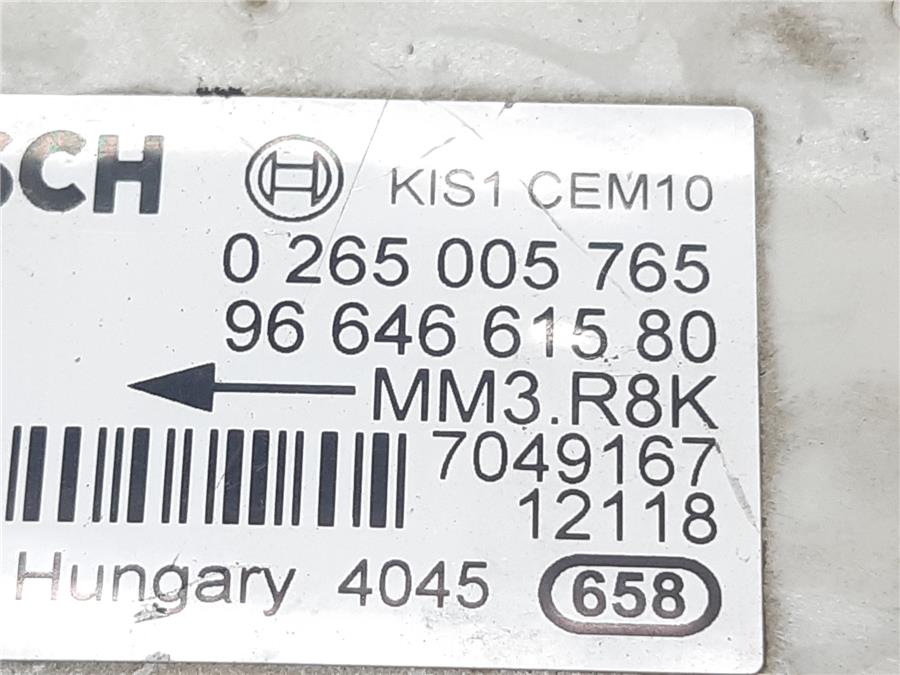 SCH KIS1 CEM10
0 265 005 765
96 646 615 80
MM3.R8K
7049167
12118
Hungary 4045 658